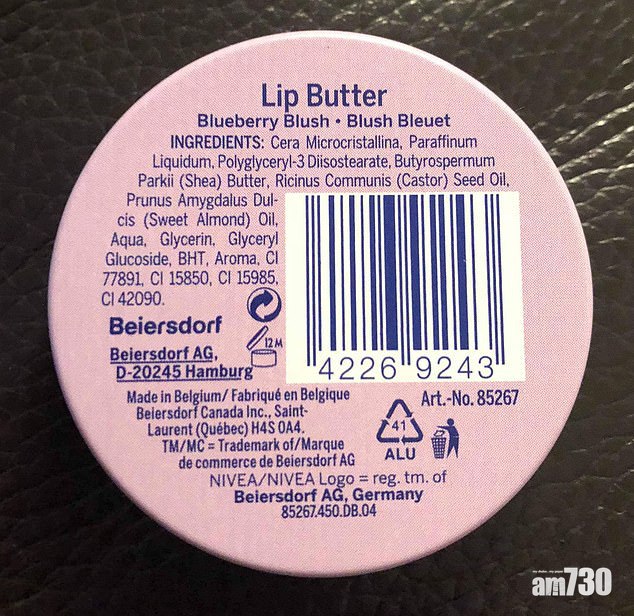 Lip Butter
Blueberry Blush • Blush Bleuet
INGREDIENTS: Cera Microcristallina, Paraffinum
Liquidum, Polyglyceryl-3 Diisostearate, Butyrospermum
Parkii (Shea) Butter, Ricinus Communis (Castor) Seed Oil,
Prunus Amygdalus Dul-
cis (Sweet Almond) Oil,
Aqua, Glycerin, Glyceryl
Glucoside, BHT, Aroma, CI
77891, CI 15850, CI 15985,
CI 42090.
Beiersdorf
12 M
Beiersdorf AG,
D-20245 Hamburg
4226 9243
Made in Belgium/ Fabriqué en Belgique
Beiersdorf Canada Inc., Saint-
Laurent (Québec) H4S 0A4.
TM/MC = Trademark of/Marque
de commerce de Beiersdorf AG
Art.-No. 85267
41
ALU
NIVEA/NIVEA Logo = reg. tm. of
Beiersdorf AG, Germany
85267.450.DB.04
am730